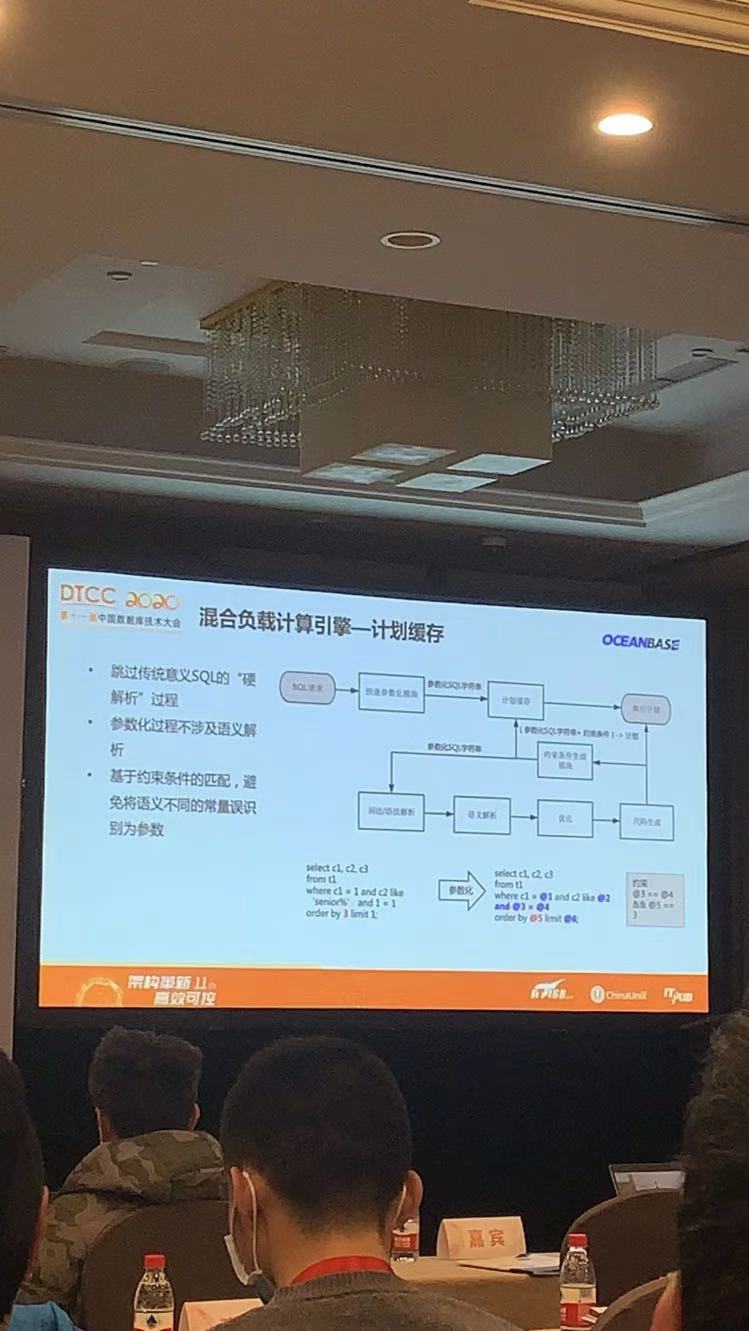 DTCC 2020
第十一届中国数据库技术大会
混合负载计算引擎—计划缓存
OCEANBASE
• 跳过传统意义SQL的“硬
解析”过程
• 参数化过程不涉及语义解
析
• 基于约束条件的匹配，避
免将语义不同的常量误识
别为参数
SQL请求
快速参数化模块
参数化SQL字符串
计划缓存
执行计划
(参数化SQL字符串+ 约束条件) -> 计划
参数化SQL字符串
约束条件生成
模块
词法/语法解析
语义解析
优化
代码生成
select c1, c2, c3
from t1
where c1 = 1 and c2 like
'senior%' and 1 = 1
order by 3 limit 1;
参数化
select c1, c2, c3
from t1
where c1 = @1 and c2 like @2
and @3 = @4
order by @5 limit @6;
约束:
@3 == @4
&& @5 ==
3
架构革新 11th
高效可控
IT168.com
ChinaUnix
ITPUB
嘉宾